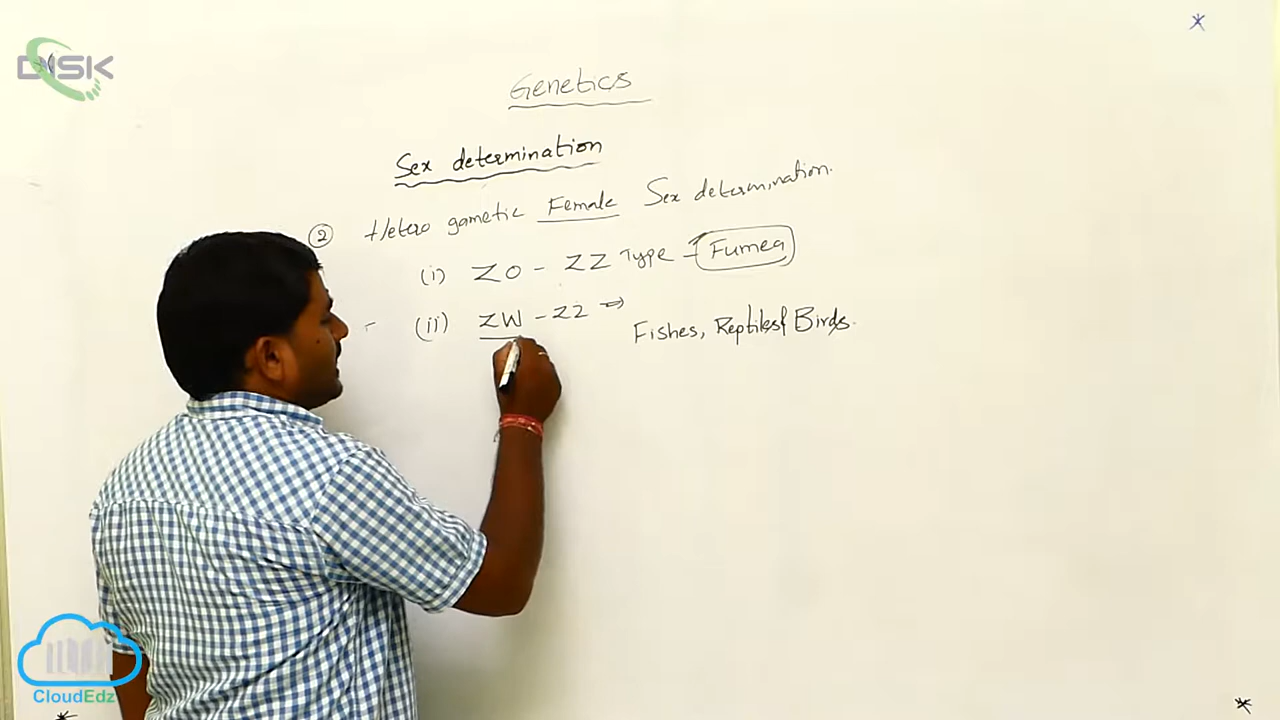 DISK
Genetics
Sex determination
② Hetero gametic Female Sex determination.
(i) ZO - ZZ Type - Fumea
(ii) ZW - ZZ ⇒ Fishes, Reptiles & Birds.
CloudEdz